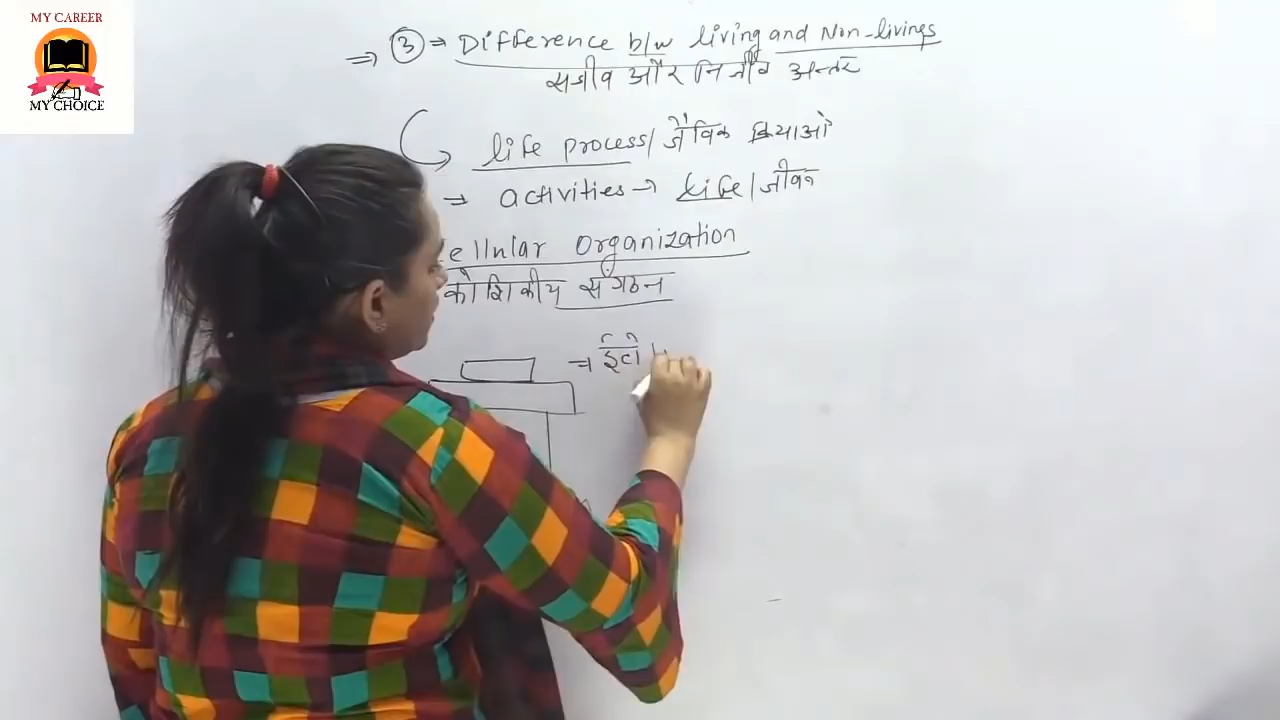 MY CAREER
MY CHOICE
⇒ 3 ⇒ Difference b/w living and Non-livings
सजीव और निर्जीव अन्तर
life process/जैविक क्रियाओं
→ activities → life/जीवन
ellular Organization
कोशिकीय संगठन
⇒ ईंटों